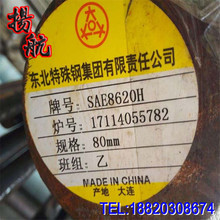 扬航
东北特殊钢集团有限责任公司
牌号: SAE8620H
炉号: 17114055782
规格: 80mm
班组: 乙
MADE IN CHINA
产地 大连
TEL:18820308674